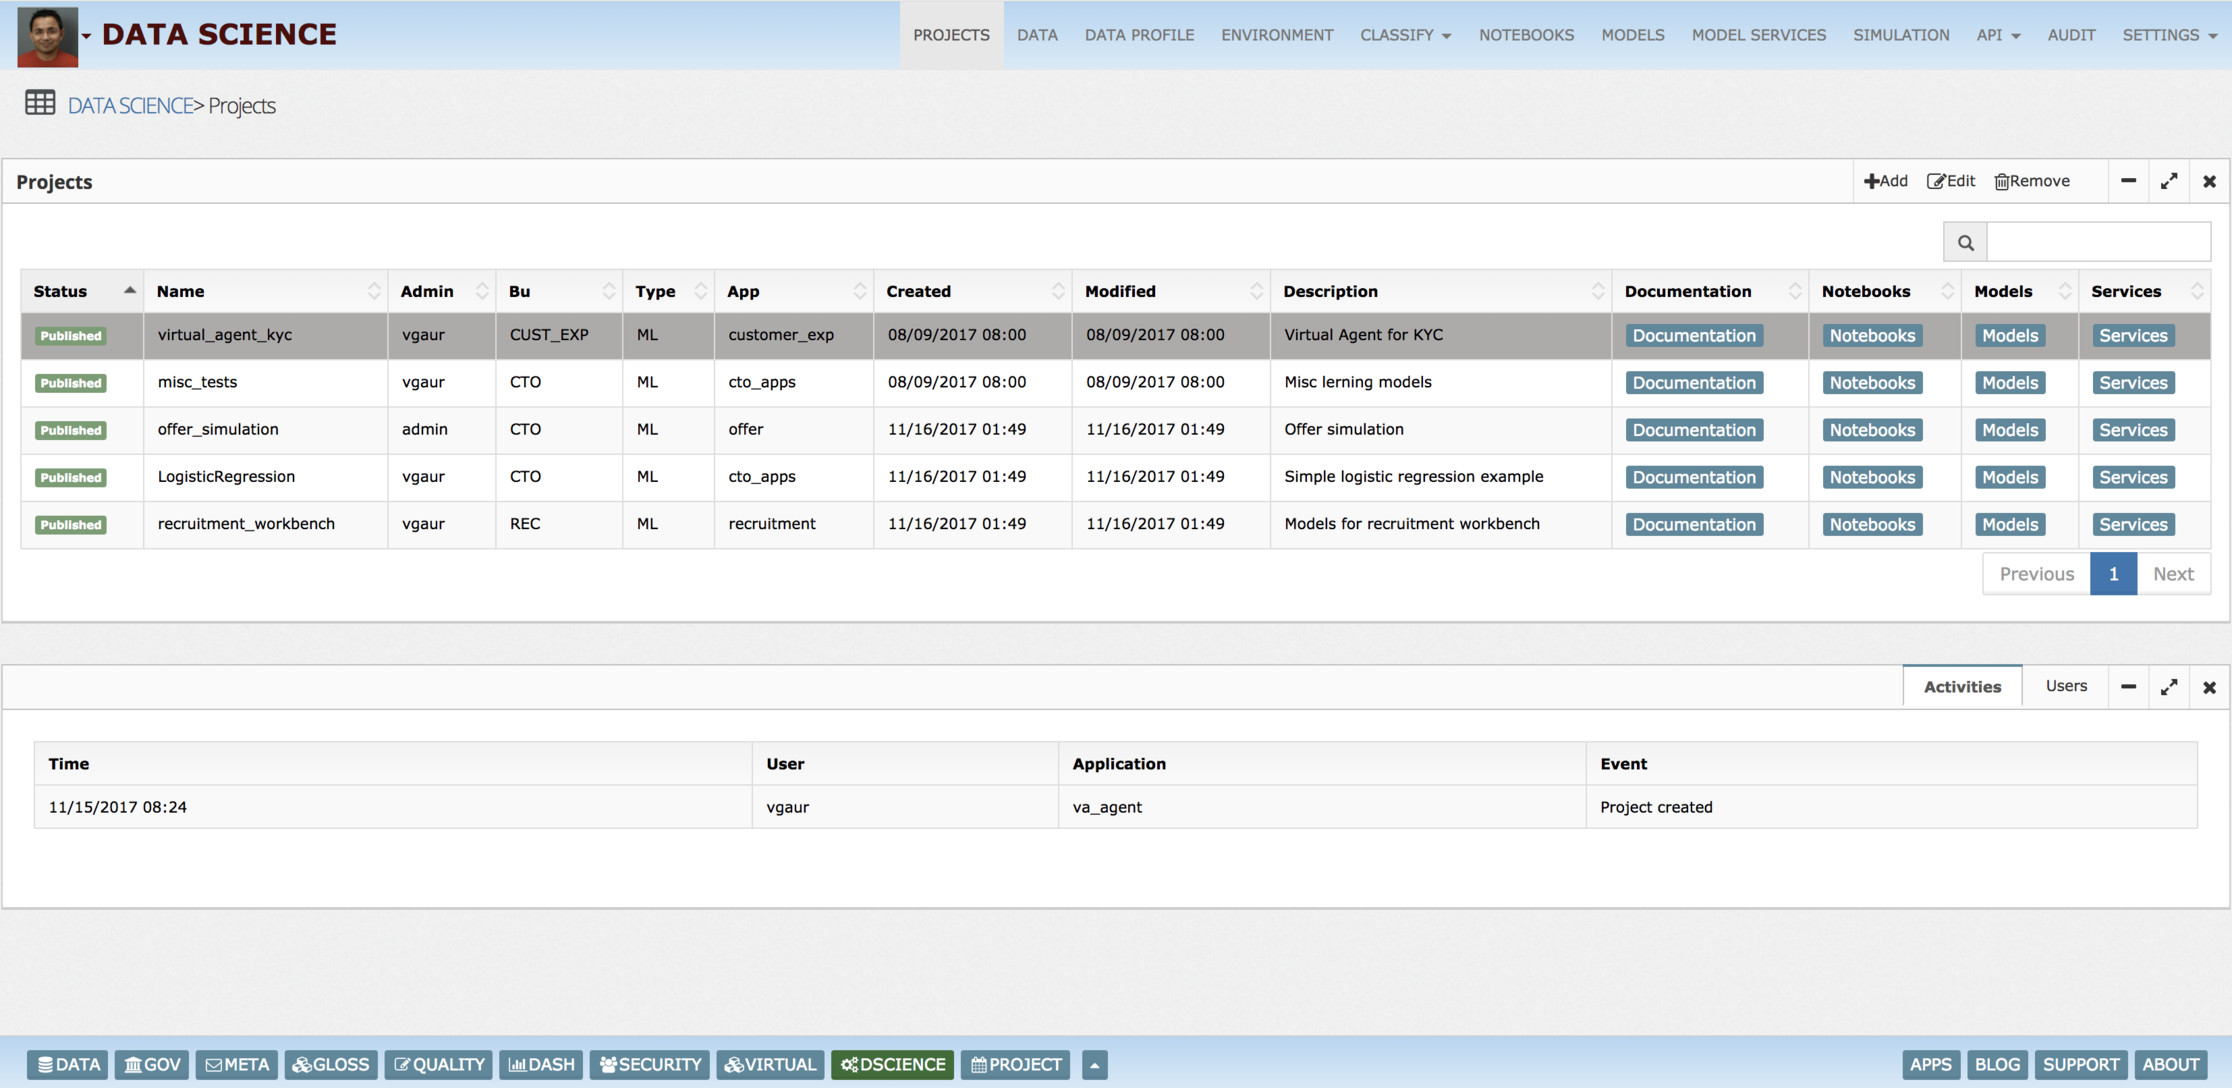 DATA SCIENCE PROJECTS DATA DATA PROFILE ENVIRONMENT CLASSIFY NOTEBOOKS MODELS MODEL SERVICES SIMULATION API AUDIT SETTINGS
DATA SCIENCE> Projects
Projects Add Edit Remove
Status Name Admin Bu Type App Created Modified Description Documentation Notebooks Models Services
Published virtual_agent_kyc vgaur CUST_EXP ML customer_exp 08/09/2017 08:00 08/09/2017 08:00 Virtual Agent for KYC Documentation Notebooks Models Services
Published misc_tests vgaur CTO ML cto_apps 08/09/2017 08:00 08/09/2017 08:00 Misc lerning models Documentation Notebooks Models Services
Published offer_simulation admin CTO ML offer 11/16/2017 01:49 11/16/2017 01:49 Offer simulation Documentation Notebooks Models Services
Published LogisticRegression vgaur CTO ML cto_apps 11/16/2017 01:49 11/16/2017 01:49 Simple logistic regression example Documentation Notebooks Models Services
Published recruitment_workbench vgaur REC ML recruitment 11/16/2017 01:49 11/16/2017 01:49 Models for recruitment workbench Documentation Notebooks Models Services
Previous 1 Next
Activities Users
Time User Application Event
11/15/2017 08:24 vgaur va_agent Project created
DATA GOV META GLOSS QUALITY DASH SECURITY VIRTUAL DSCIENCE PROJECT APPS BLOG SUPPORT ABOUT